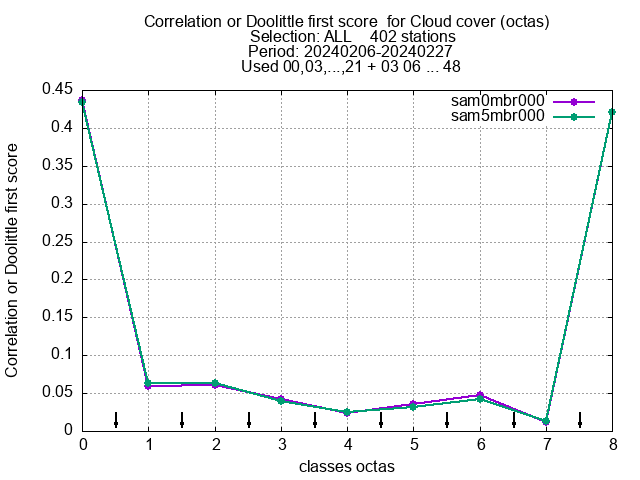 Correlation or Doolittle first score  for Cloud cover (octas)
Selection: ALL    402 stations
Period: 20240206-20240227
Used 00,03,...,21 + 03 06 ... 48
sam0mbr000
sam5mbr000
Correlation or Doolittle first score
0.45
0.4
0.35
0.3
0.25
0.2
0.15
0.1
0.05
0
0 1 2 3 4 5 6 7 8
classes octas